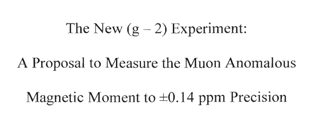 The New (g – 2) Experiment:
A Proposal to Measure the Muon Anomalous
Magnetic Moment to ±0.14 ppm Precision